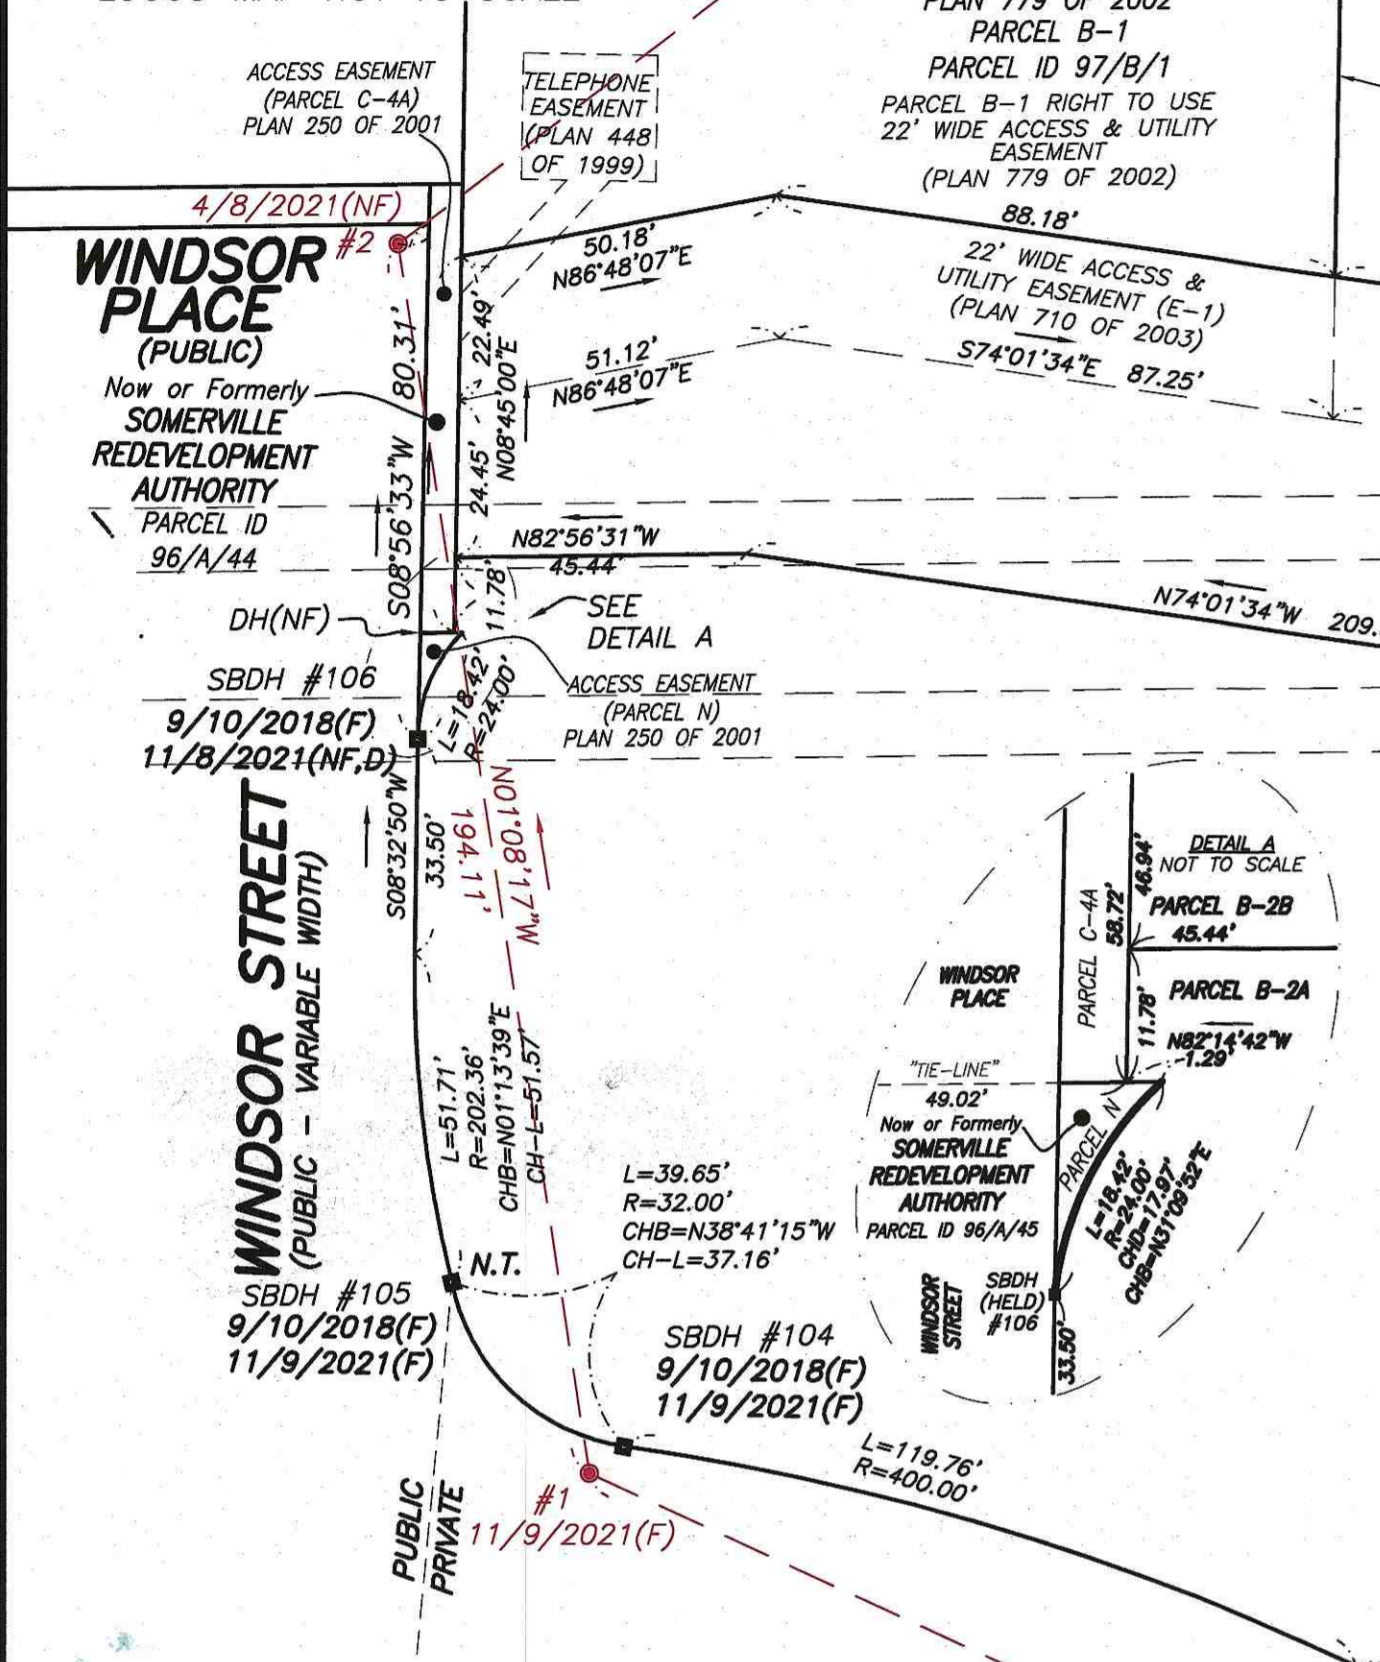 PLAN 779 OF 2002
PARCEL B-1
PARCEL ID 97/B/1
PARCEL B-1 RIGHT TO USE
22' WIDE ACCESS & UTILITY
EASEMENT
(PLAN 779 OF 2002)
ACCESS EASEMENT
(PARCEL C-4A)
PLAN 250 OF 2001
TELEPHONE
EASEMENT
(PLAN 448
OF 1999)
4/8/2021(NF)
#2
WINDSOR
PLACE
(PUBLIC)
Now or Formerly
SOMERVILLE
REDEVELOPMENT
AUTHORITY
PARCEL ID
96/A/44
80.31'
S08°56'33"W
22.49'
24.45'
N08°45'00"E
50.18'
N86°48'07"E
51.12'
N86°48'07"E
88.18'
22' WIDE ACCESS &
UTILITY EASEMENT (E-1)
(PLAN 710 OF 2003)
S74°01'34"E 87.25'
N82°56'31"W
45.44'
N74°01'34"W 209.
11.78'
SEE
DETAIL A
DH(NF)
SBDH #106
9/10/2018(F)
11/8/2021(NF,D)
L=18.42'
R=24.00'
ACCESS EASEMENT
(PARCEL N)
PLAN 250 OF 2001
WINDSOR STREET
(PUBLIC - VARIABLE WIDTH)
S08°32'50"W
33.50'
N01°08'17"W
194.11'
L=51.71'
R=202.36'
CHB=N01°13'39"E
CH-L=51.57'
L=39.65'
R=32.00'
CHB=N38°41'15"W
CH-L=37.16'
N.T.
SBDH #105
9/10/2018(F)
11/9/2021(F)
SBDH #104
9/10/2018(F)
11/9/2021(F)
L=119.76'
R=400.00'
#1
11/9/2021(F)
PUBLIC
PRIVATE
DETAIL A
NOT TO SCALE
46.94'
58.72'
PARCEL C-4A
PARCEL B-2B
45.44'
WINDSOR
PLACE
11.78'
PARCEL B-2A
N82°14'42"W
1.29'
"TIE-LINE"
49.02'
Now or Formerly
SOMERVILLE
REDEVELOPMENT
AUTHORITY
PARCEL ID 96/A/45
PARCEL N
L=18.42'
R=24.00'
CHD=17.97'
CHB=N31°09'52"E
WINDSOR
STREET
SBDH
(HELD)
#106
33.50'